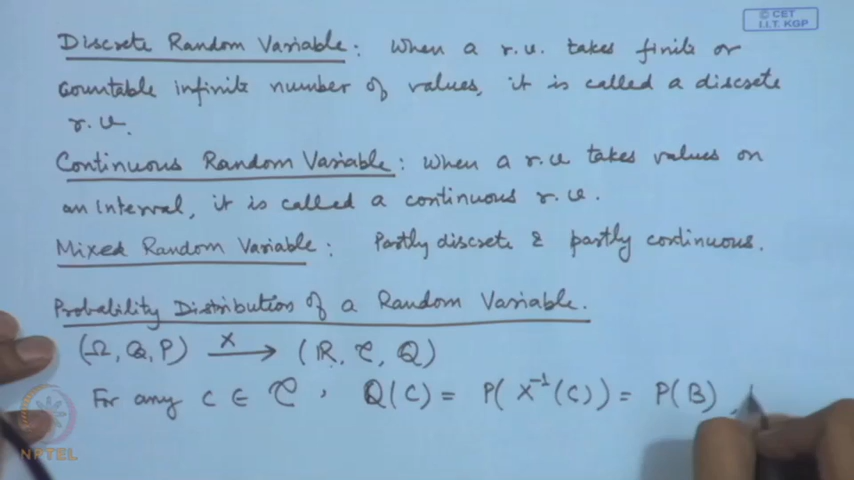 © CET
I.I.T. KGP
Discrete Random Variable : When a r.v. takes finite or
countable infinite number of values, it is called a discrete
r.v.
Continuous Random Variable : When a r.v takes values on
an interval, it is called a continuous r.v.
Mixed Random Variable : Partly discrete & partly continuous.
Probability Distribution of a Random Variable.
(Ω, 𝓑, P) —X→ (ℝ, 𝒞, Q)
For any C ∈ 𝒞, Q(C) = P(X⁻¹(C)) = P(B)
NPTEL